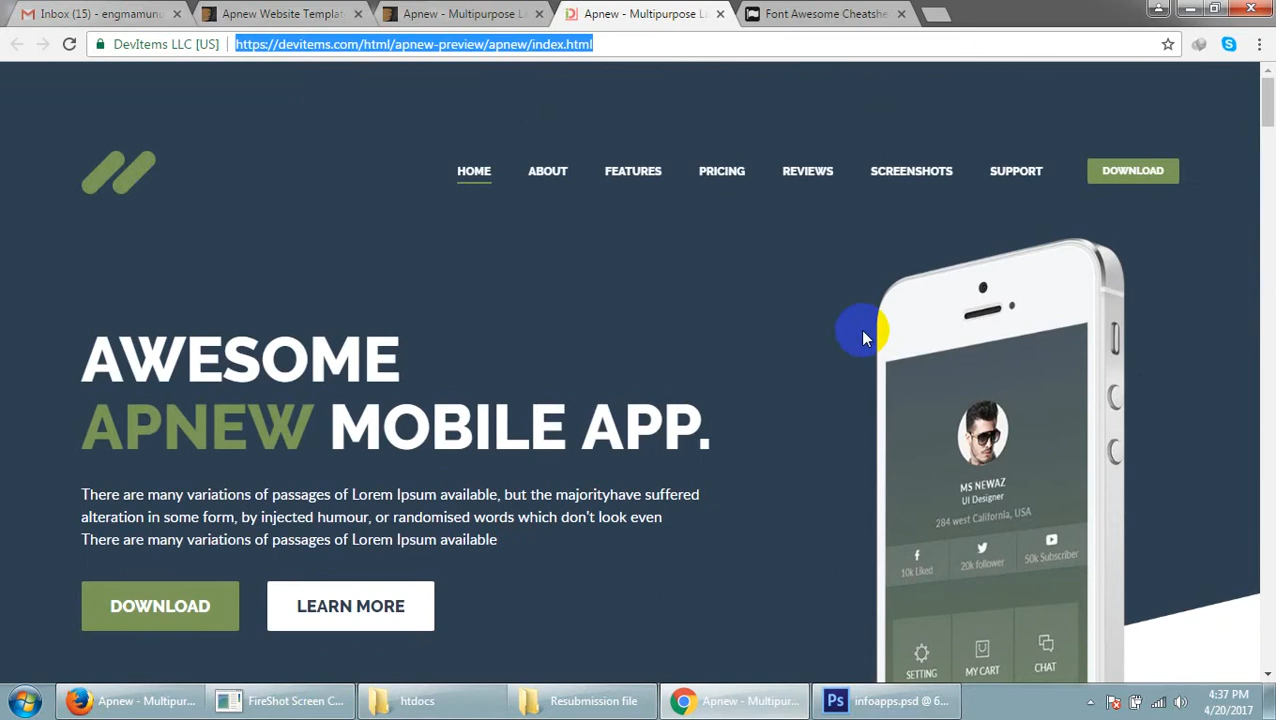 Inbox (15) - engmamunu
Apnew Website Templat
Apnew - Multipurpose La
Apnew - Multipurpose La
Font Awesome Cheatshe
DevItems LLC [US]
https://devitems.com/html/apnew-preview/apnew/index.html
HOME
ABOUT
FEATURES
PRICING
REVIEWS
SCREENSHOTS
SUPPORT
DOWNLOAD
AWESOME
APNEW MOBILE APP.
There are many variations of passages of Lorem Ipsum available, but the majorityhave suffered
alteration in some form, by injected humour, or randomised words which don't look even
There are many variations of passages of Lorem Ipsum available
DOWNLOAD
LEARN MORE
MS NEWAZ
UI Designer
284 west California, USA
10k Liked
20k follower
50k Subscriber
SETTING
MY CART
CHAT
Apnew - Multipur...
FireShot Screen C...
htdocs
Resubmission file
Apnew - Multipur...
Ps
infoapps.psd @ 6...
4:37 PM
4/20/2017